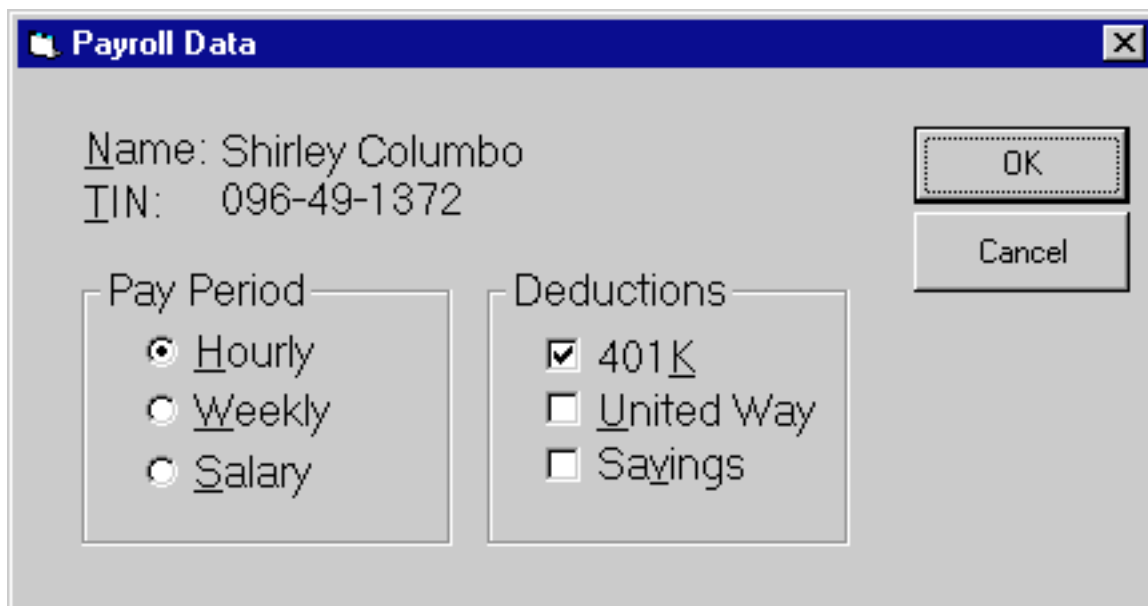 Payroll Data
Name: Shirley Columbo
TIN: 096-49-1372
OK
Cancel
Pay Period
Hourly
Weekly
Salary
Deductions
401K
United Way
Savings